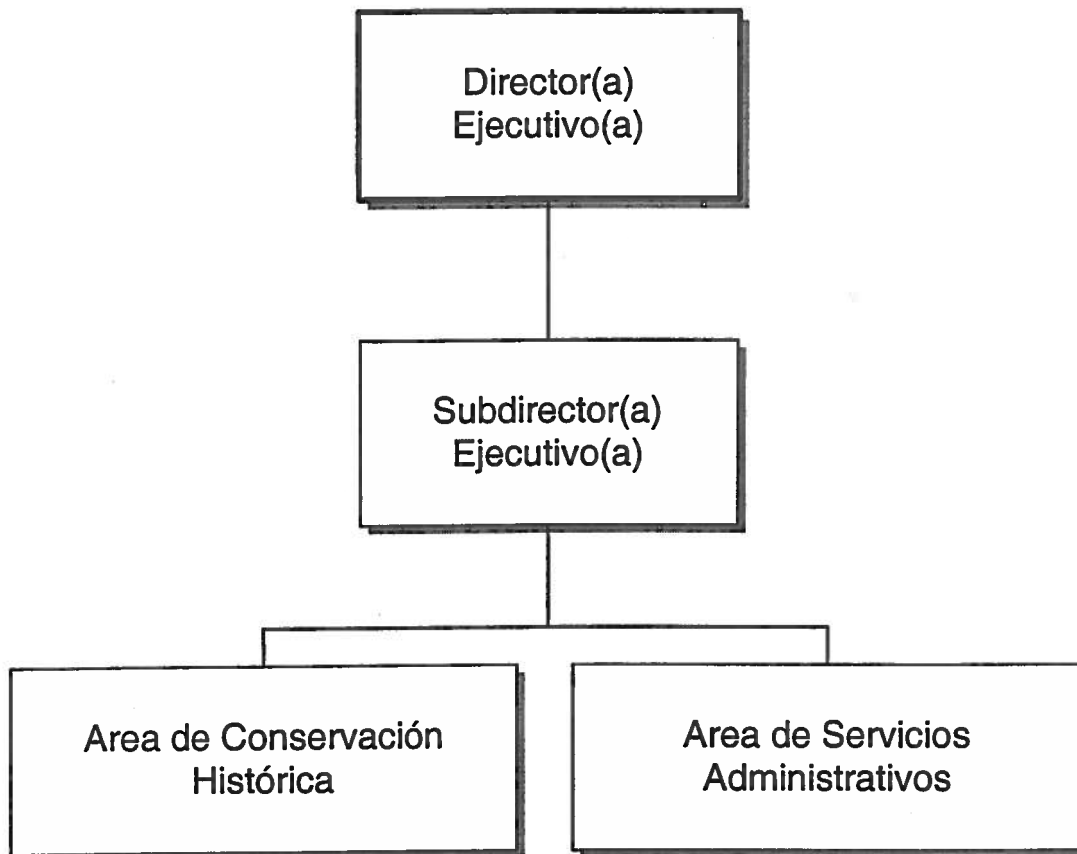 Director(a)
Ejecutivo(a)
Subdirector(a)
Ejecutivo(a)
Area de Conservación
Histórica
Area de Servicios
Administrativos